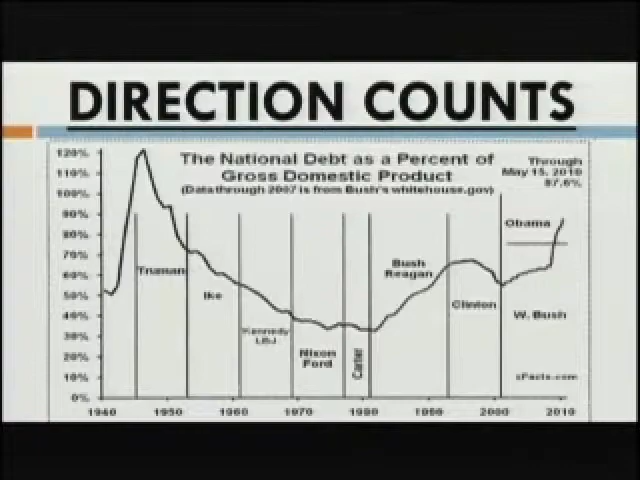 DIRECTION COUNTS
The National Debt as a Percent of
Gross Domestic Product
(Data through 2007 is from Bush's whitehouse.gov)
Through
May 15, 2010
87.6%
120%
100%
90%
80%
70%
60%
50%
40%
30%
20%
10%
0%
Truman
Ike
Kennedy
LBJ
Nixon
Ford
Carter
Bush
Reagan
Clinton
Obama
W. Bush
zFacts.com
1940
1950
1960
1970
1980
1990
2000
2010